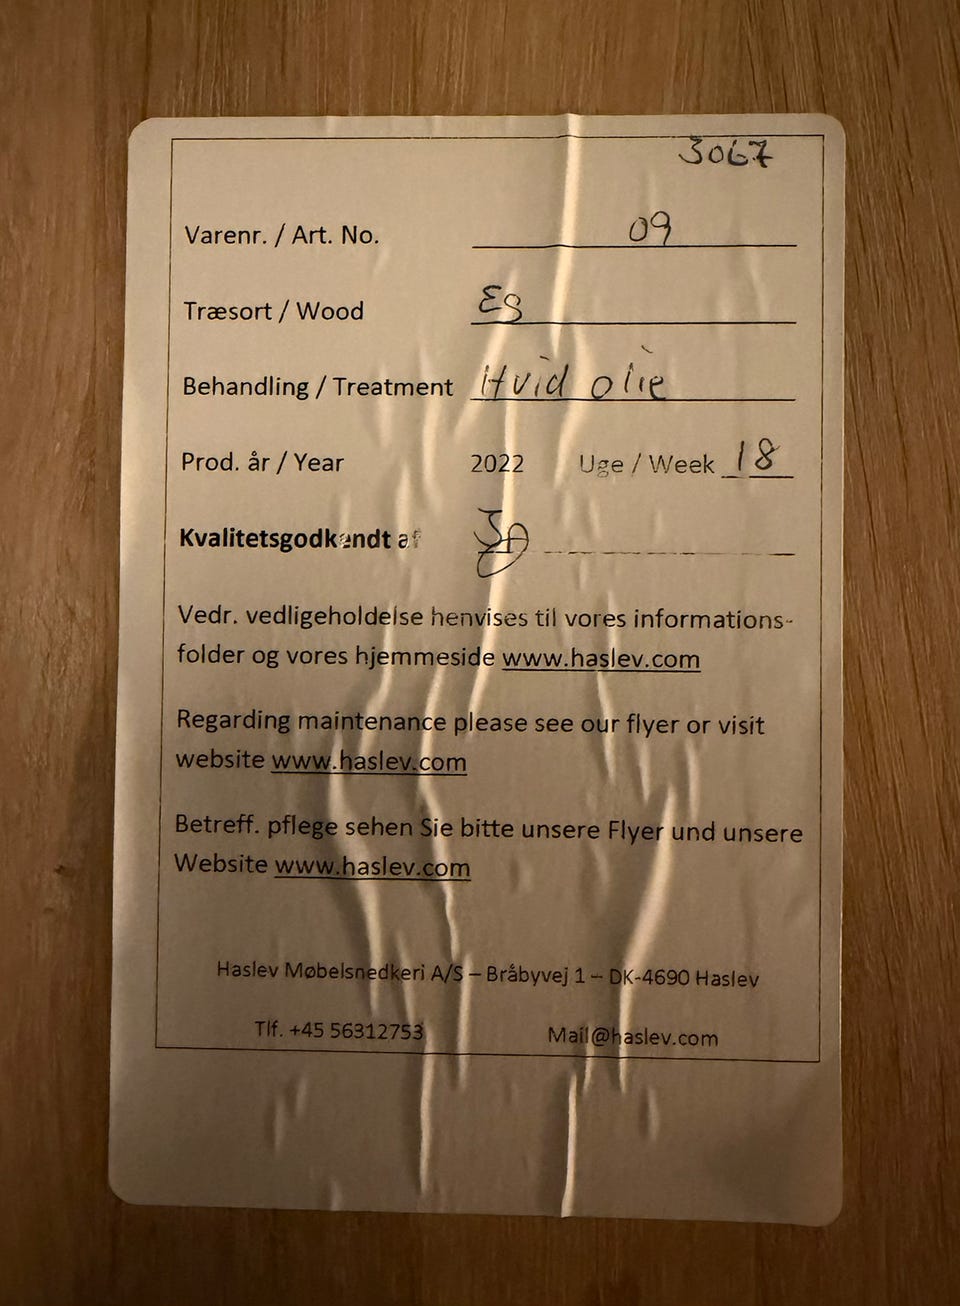 3067
Varenr. / Art. No. 09
Træsort / Wood Eg
Behandling / Treatment Hvid olie
Prod. år / Year 2022 Uge / Week 18
Kvalitetsgodkendt af
Vedr. vedligeholdelse henvises til vores informations-
folder og vores hjemmeside www.haslev.com
Regarding maintenance please see our flyer or visit
website www.haslev.com
Betreff. pflege sehen Sie bitte unsere Flyer und unsere
Website www.haslev.com
Haslev Møbelsnedkeri A/S – Bråbyvej 1 – DK-4690 Haslev
Tlf. +45 56312753 Mail@haslev.com